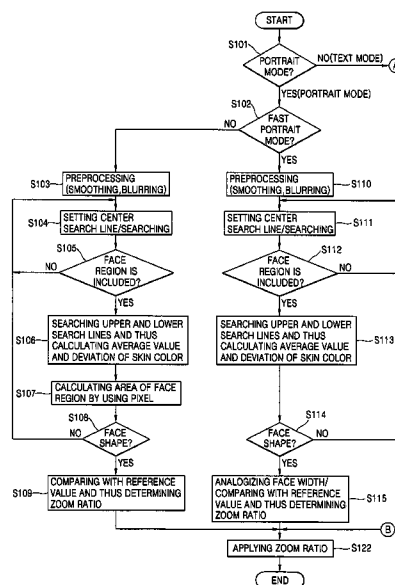 START
S101
PORTRAIT
MODE?
NO(TEXT MODE)
A
YES(PORTRAIT MODE)
S102
FAST
PORTRAIT
MODE?
NO
YES
S103
PREPROCESSING
(SMOOTHING,BLURRING)
PREPROCESSING
(SMOOTHING,BLURRING)
S110
S104
SETTING CENTER
SEARCH LINE/SEARCHING
SETTING CENTER
SEARCH LINE/SEARCHING
S111
S105
FACE
REGION IS
INCLUDED?
NO
YES
S112
FACE
REGION IS
INCLUDED?
NO
YES
S106
SEARCHING UPPER AND LOWER
SEARCH LINES AND THUS
CALCULATING AVERAGE VALUE
AND DEVIATION OF SKIN COLOR
SEARCHING UPPER AND LOWER
SEARCH LINES AND THUS
CALCULATING AVERAGE VALUE
AND DEVIATION OF SKIN COLOR
S113
S107
CALCULATING AREA OF FACE
REGION BY USING PIXEL
S108
FACE
SHAPE?
NO
YES
S114
FACE
SHAPE?
NO
YES
S109
COMPARING WITH REFERENCE
VALUE AND THUS DETERMINING
ZOOM RATIO
ANALOGIZING FACE WIDTH/
COMPARING WITH REFERENCE
VALUE AND THUS DETERMINING
ZOOM RATIO
S115
B
APPLYING ZOOM RATIO
S122
END